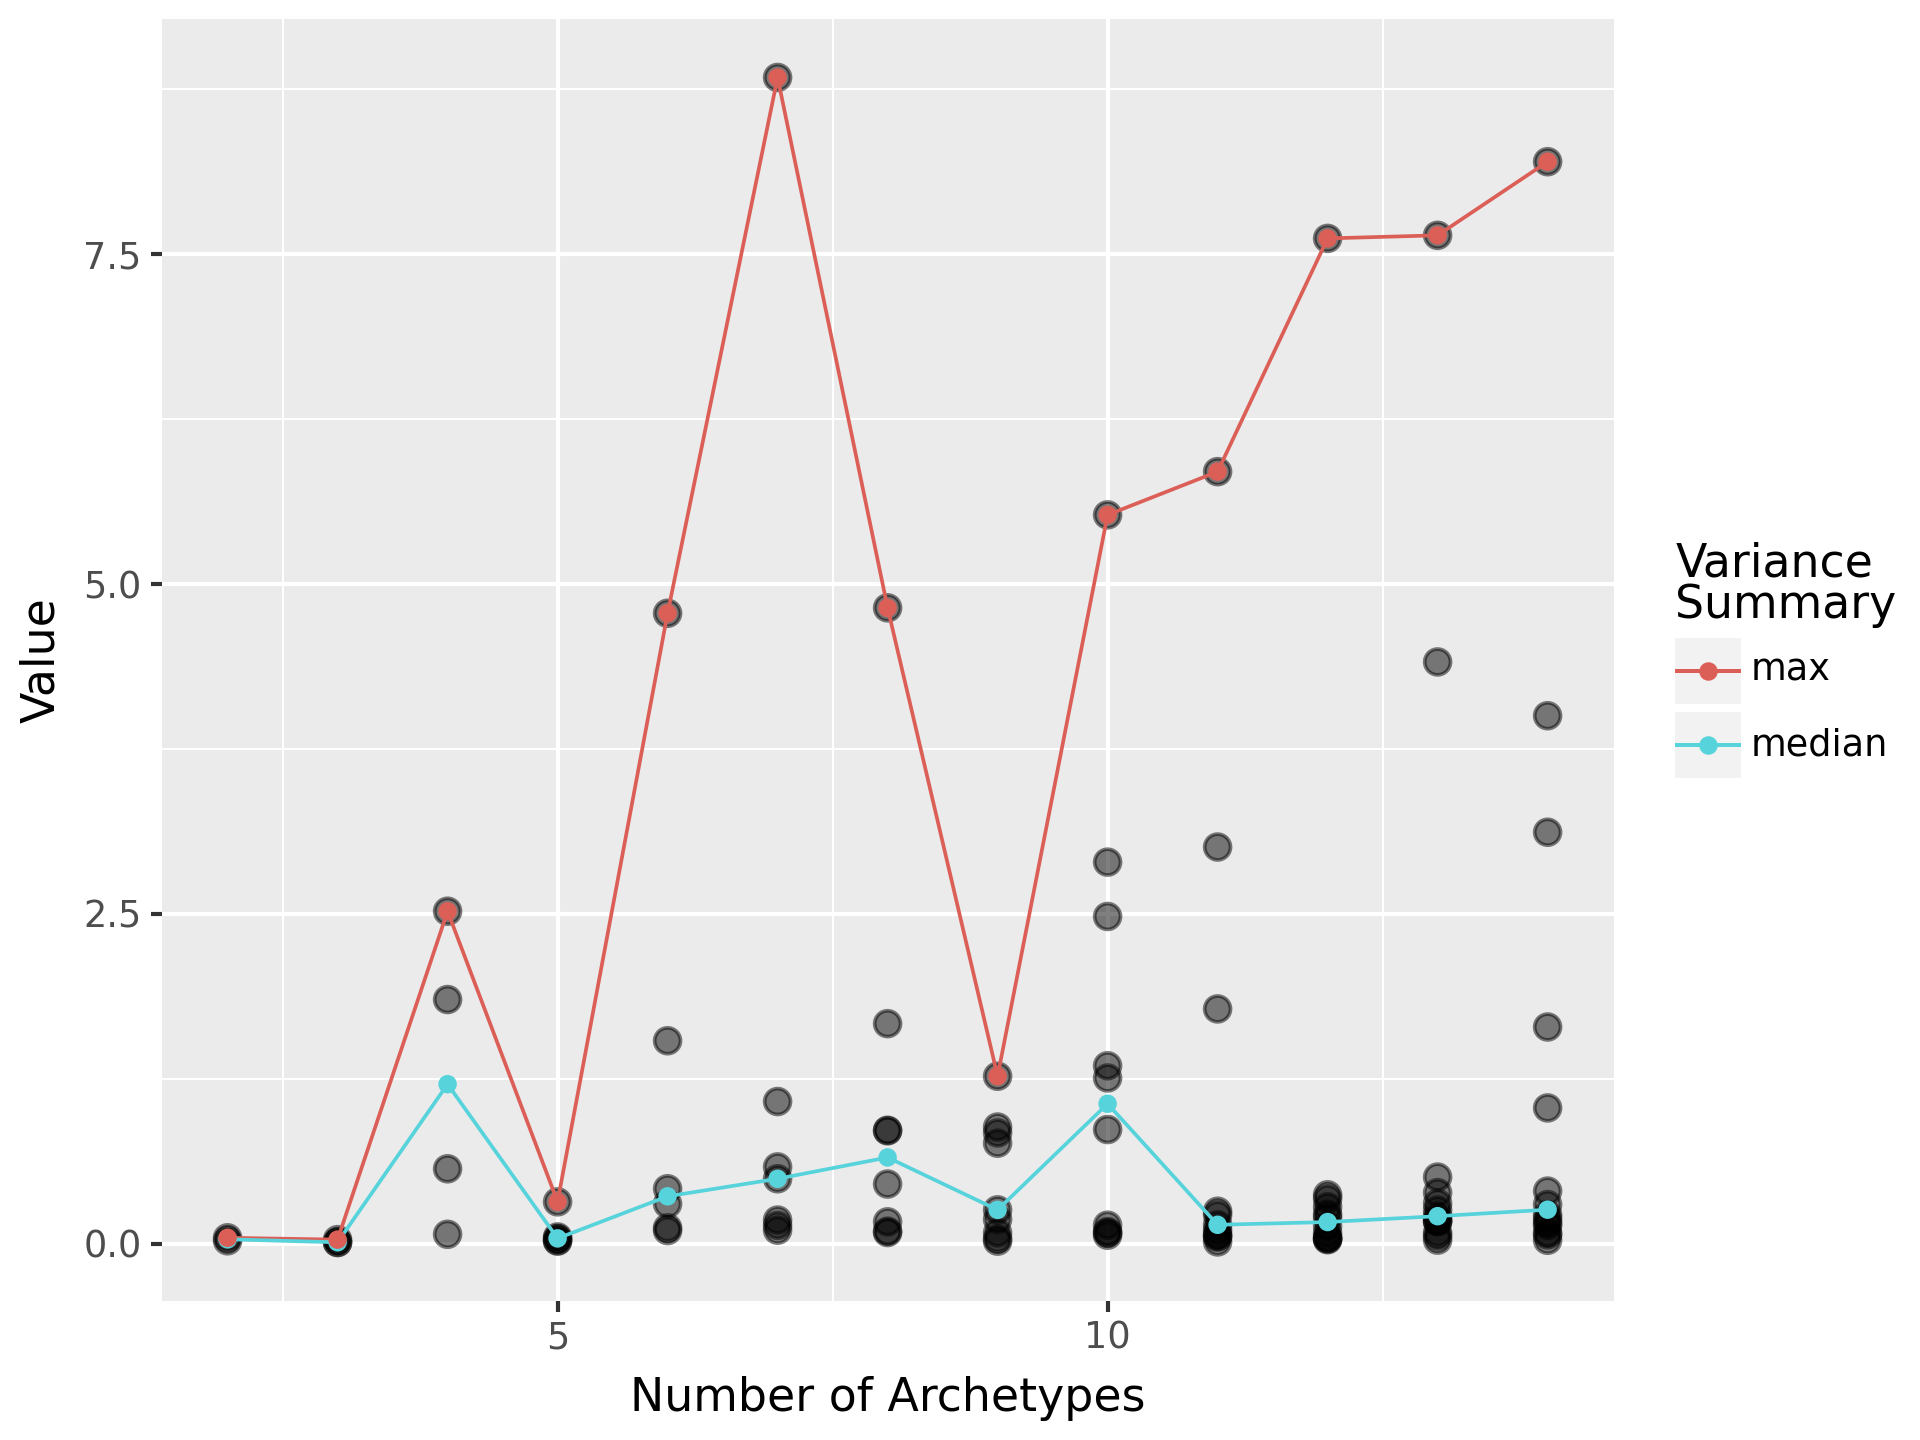 7.5
5.0
2.5
0.0
Value
5
10
Number of Archetypes
Variance
Summary
max
median